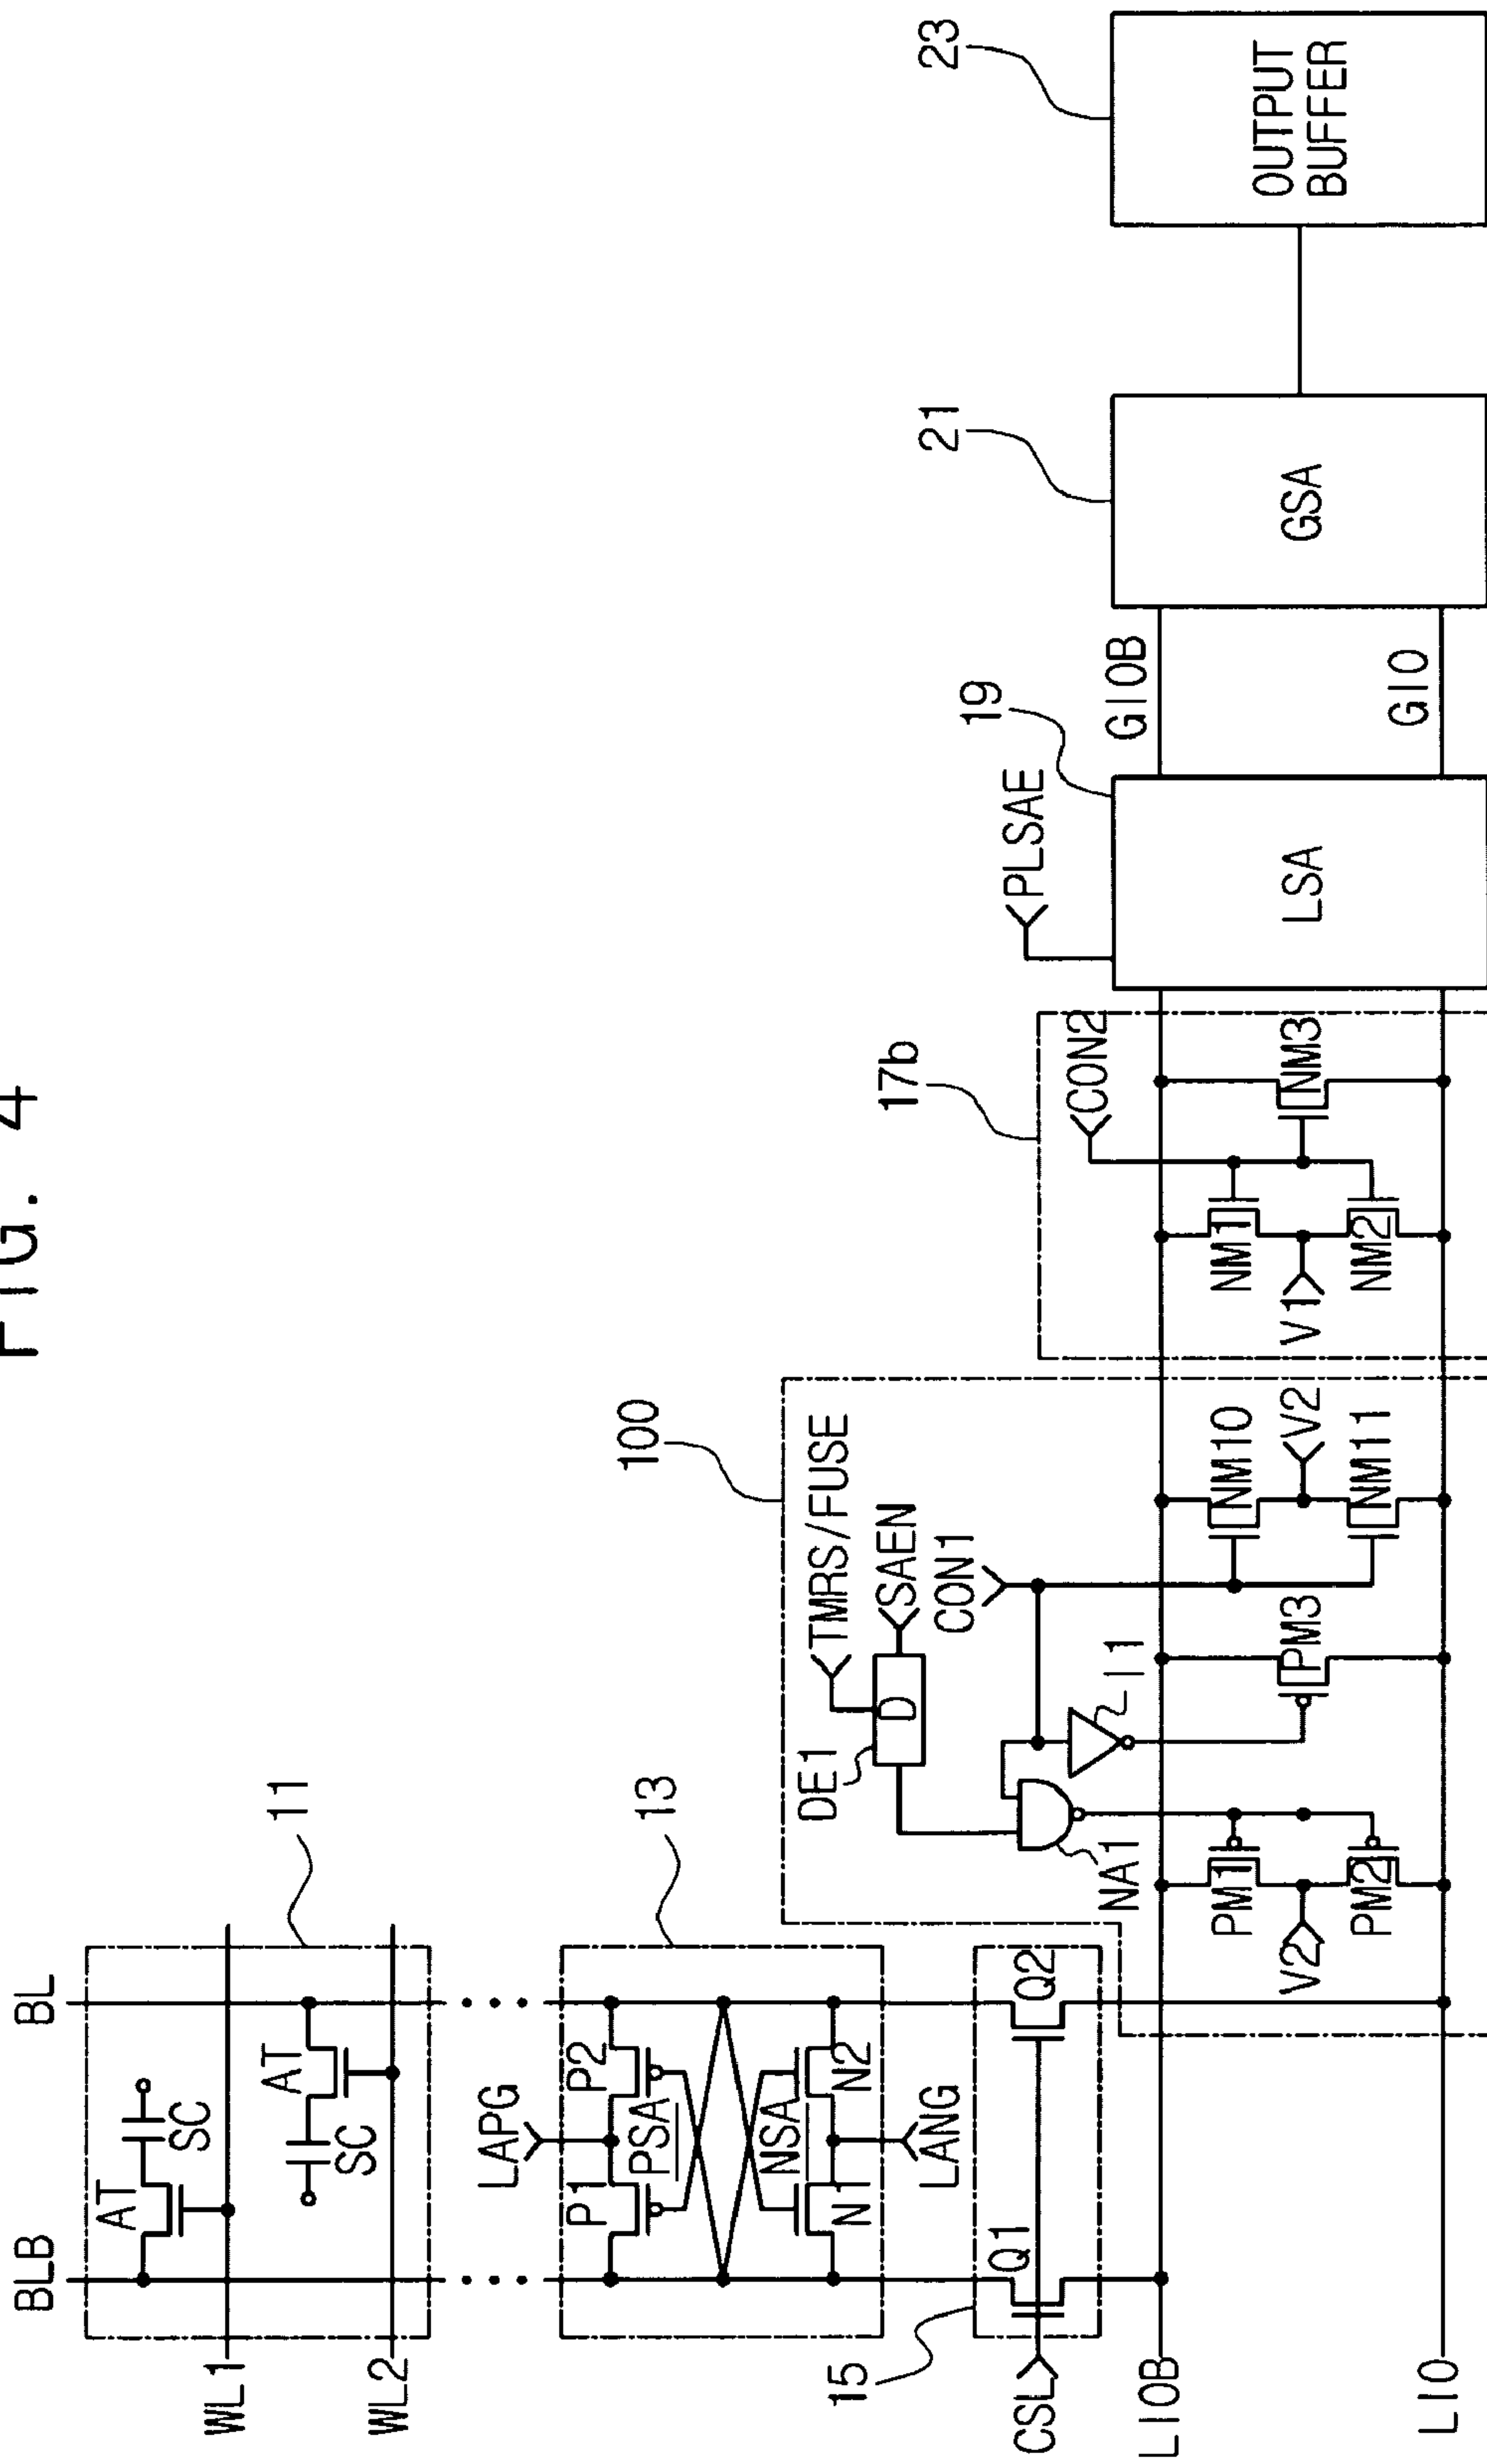 FIG. 4
BLB
BL
11
AT
SC
AT
SC
WL1
WL2
LAPG
13
P1
P2
PSA
NSA
N1
N2
LANG
15
Q1
Q2
CSL
LIOB
LIO
100
TMRS/FUSE
SAEN
CON1
DE1
D
NA1
I1
PM1
PM2
V2
PM3
NM10
V2
NM11
17b
CON2
NM1
V1
NM2
NM3
PLSAE
19
LSA
GIOB
GIO
21
GSA
23
OUTPUT
BUFFER